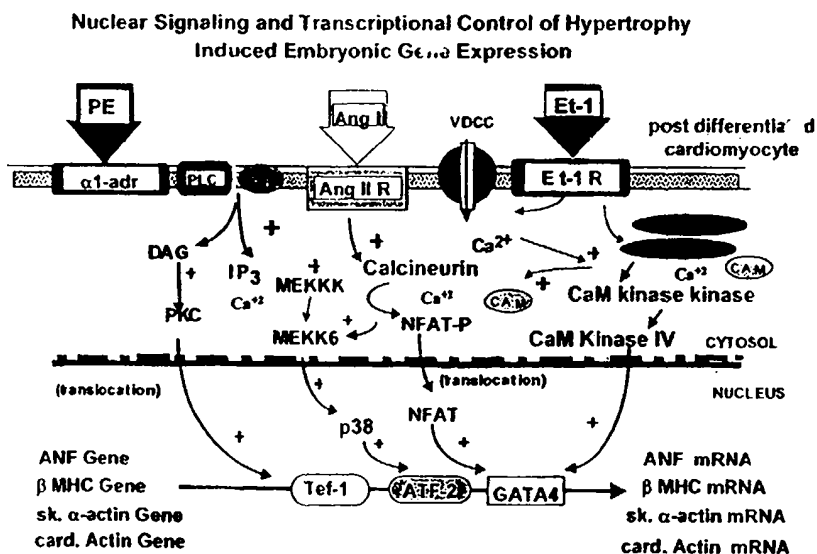 Nuclear Signaling and Transcriptional Control of Hypertrophy
Induced Embryonic Gene Expression
PE
Ang I
VDCC
Et-1
post differentia d
cardiomyocyte
α1-adr
PLC
Ang II R
Et-1 R
DAG
+
IP3
Ca+2
+
MEKKK
+
+
Calcineurin
Ca2+
+
+
Ca+2
CAM
CaM kinase kinase
PKC
MEKK6
+
Ca+2
CAM
NFAT-P
CaM Kinase IV
CYTOSOL
(translocation)
(translocation)
NUCLEUS
+
p38
NFAT
+
+
+
+
ANF Gene
β MHC Gene
sk. α-actin Gene
card. Actin Gene
Tef-1
ATF-2
GATA4
ANF mRNA
β MHC mRNA
sk. α-actin mRNA
card. Actin mRNA